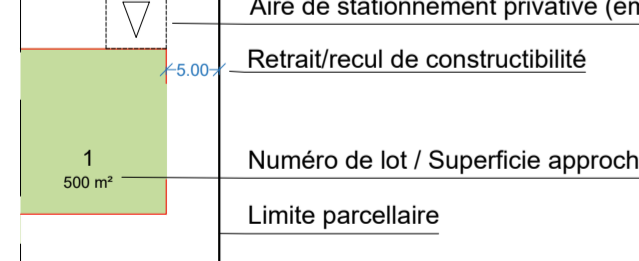 Aire de stationnement privative
5.00
Retrait/recul de constructibilité
1
500 m²
Numéro de lot / Superficie
Limite parcellaire